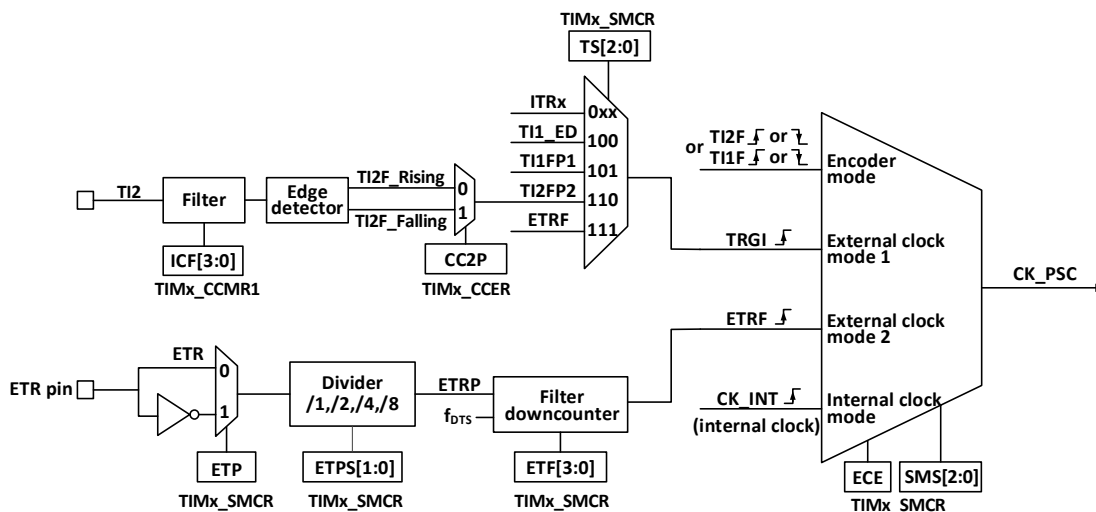 TIMx_SMCR
TS[2:0]
ITRx
0xx
TI1_ED
100
TI1FP1
101
TI2FP2
110
ETRF
111
TI2
Filter
Edge
detector
TI2F_Rising
TI2F_Falling
0
1
ICF[3:0]
TIMx_CCMR1
CC2P
TIMx_CCER
or TI2F or
TI1F or
Encoder
mode
TRGI
External clock
mode 1
ETRF
External clock
mode 2
CK_INT
(internal clock)
Internal clock
mode
CK_PSC
ECE
SMS[2:0]
TIMx_SMCR
ETR pin
ETR
0
1
ETP
TIMx_SMCR
Divider
/1,/2,/4,/8
ETPS[1:0]
TIMx_SMCR
ETRP
fDTS
Filter
downcounter
ETF[3:0]
TIMx_SMCR